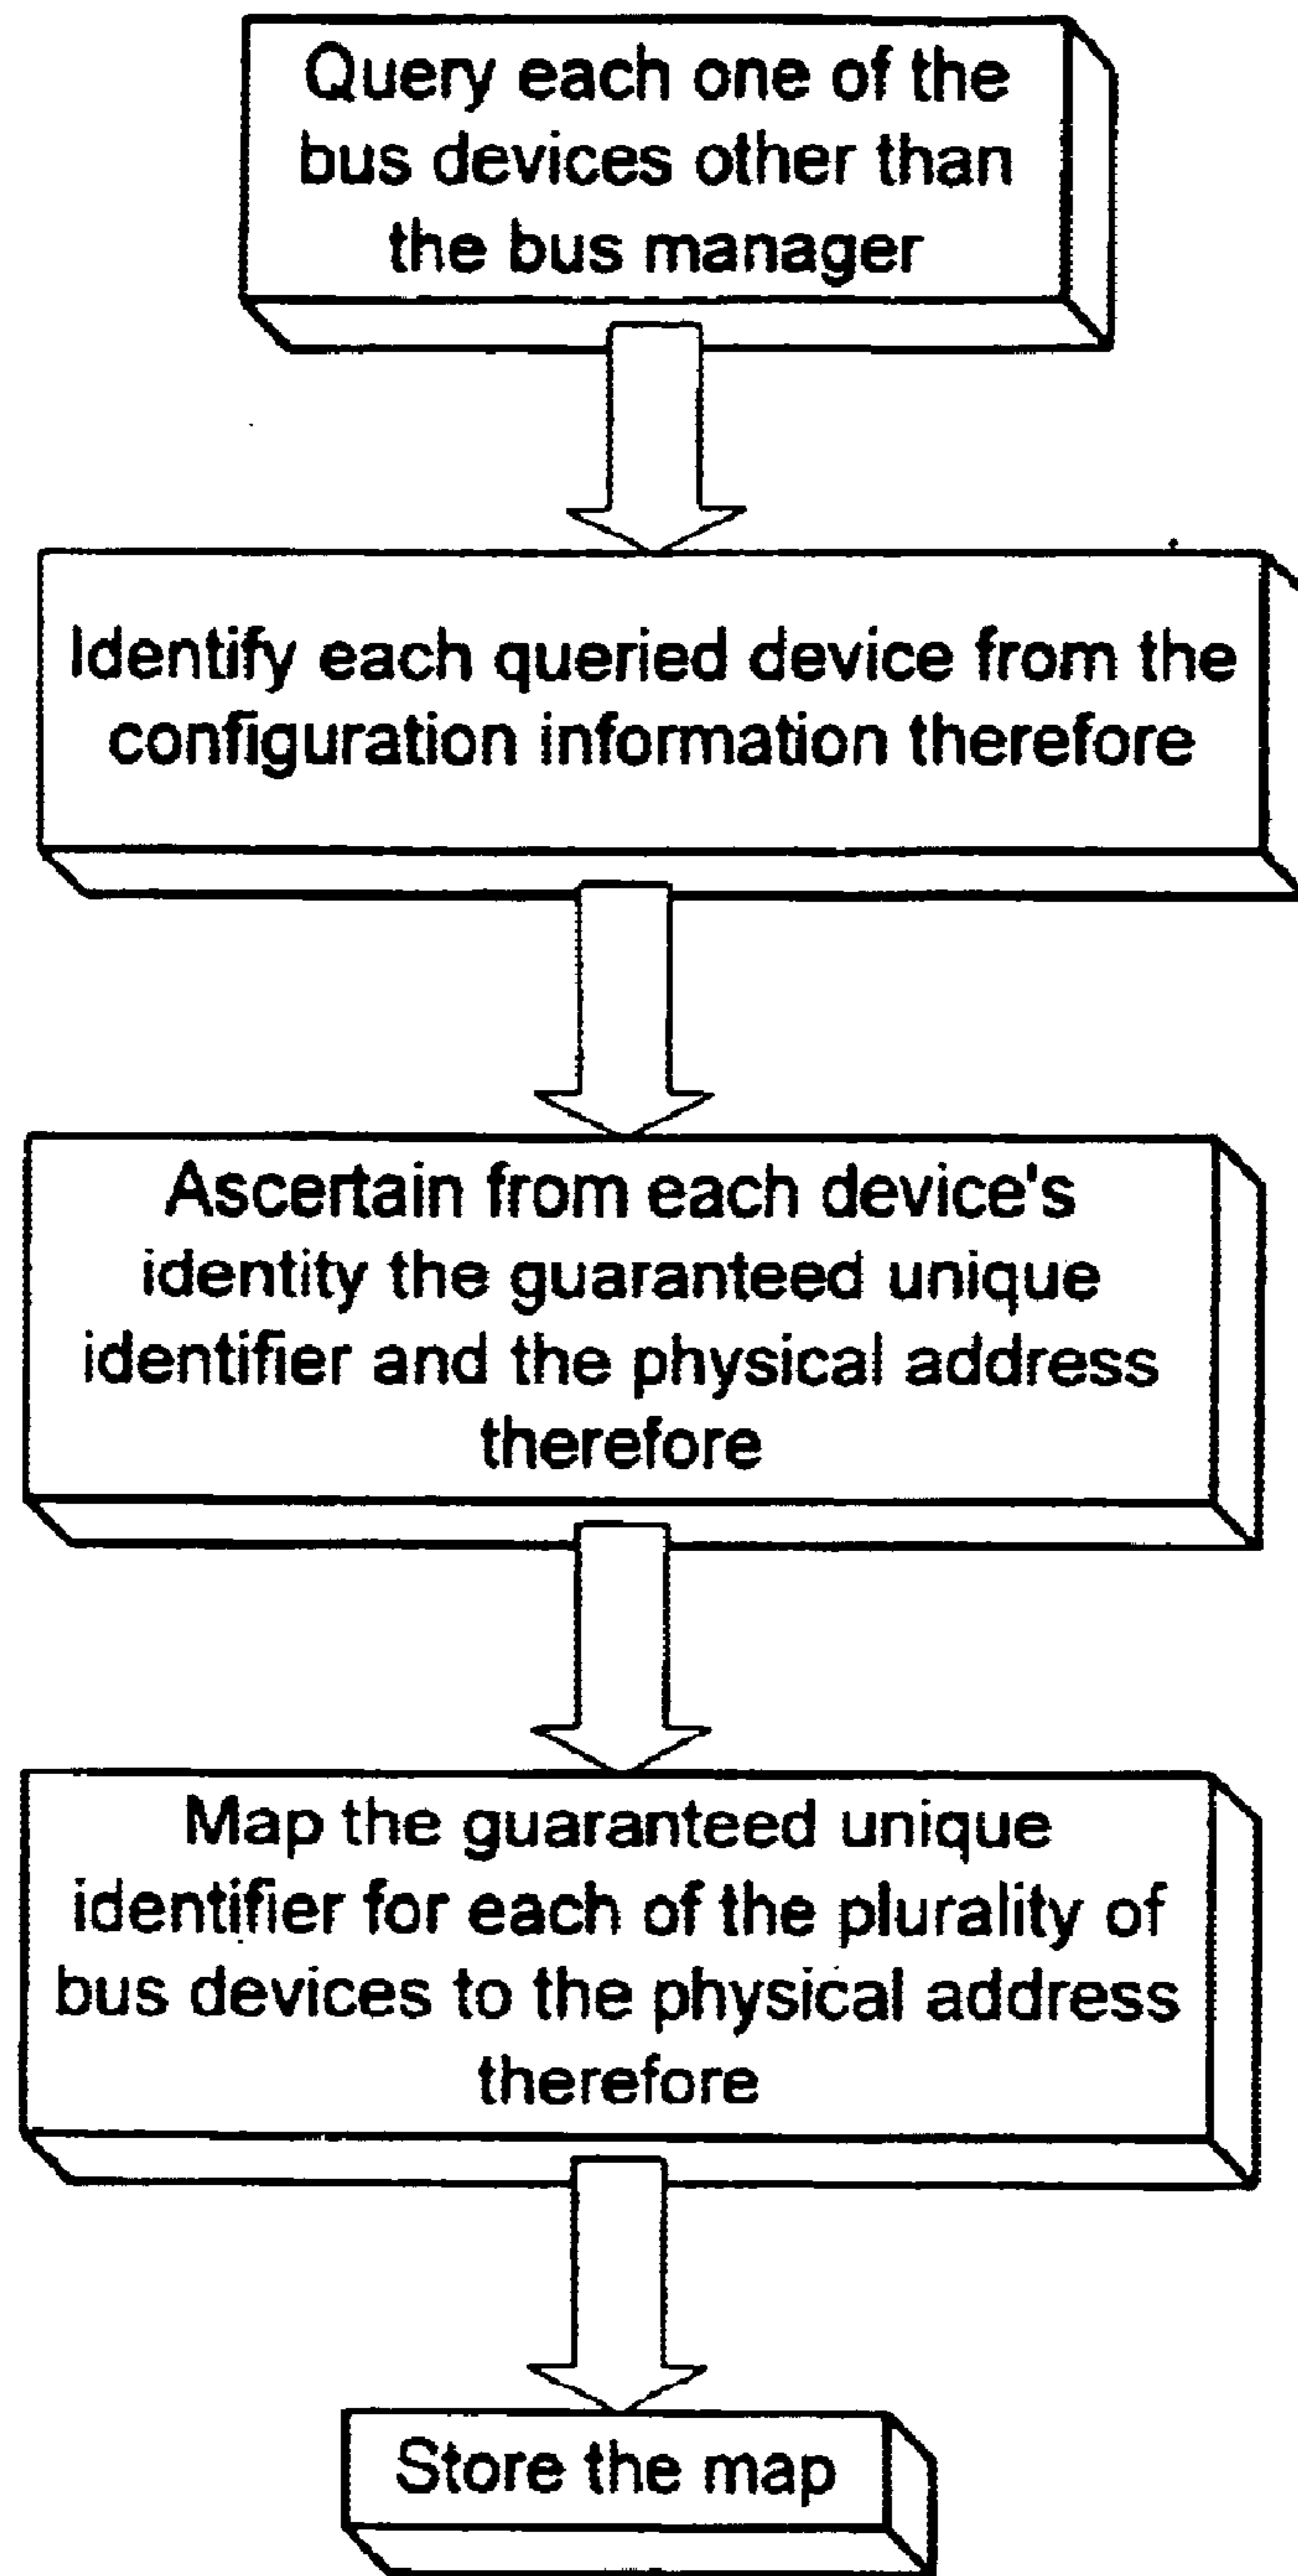 Query each one of the
bus devices other than
the bus manager
Identify each queried device from the
configuration information therefore
Ascertain from each device's
identity the guaranteed unique
identifier and the physical address
therefore
Map the guaranteed unique
identifier for each of the plurality of
bus devices to the physical address
therefore
Store the map